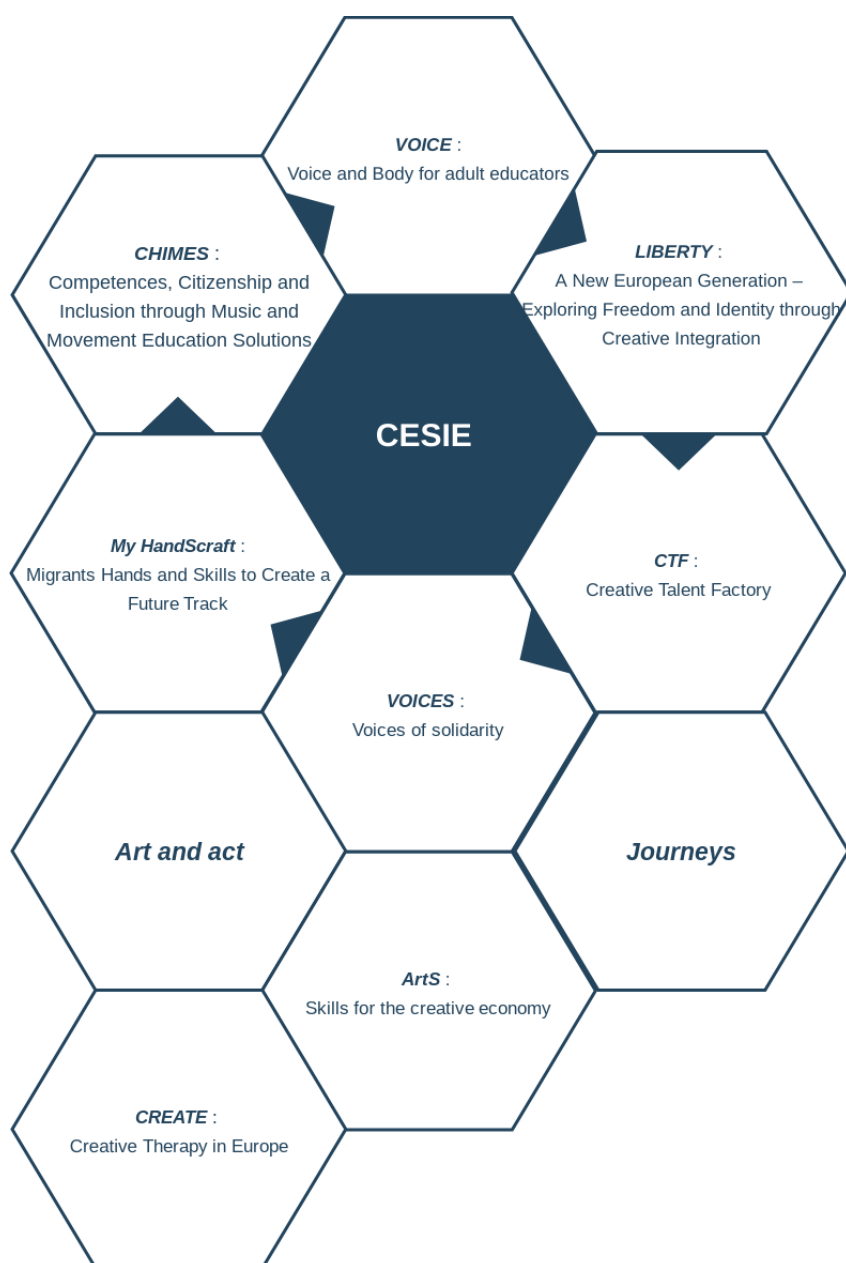 VOICE :
Voice and Body for adult educators
CHIMES :
Competences, Citizenship and
Inclusion through Music and
Movement Education Solutions
LIBERTY :
A New European Generation –
Exploring Freedom and Identity through
Creative Integration
CESIE
My HandScraft :
Migrants Hands and Skills to Create a
Future Track
CTF :
Creative Talent Factory
VOICES :
Voices of solidarity
Art and act
Journeys
ArtS :
Skills for the creative economy
CREATE :
Creative Therapy in Europe